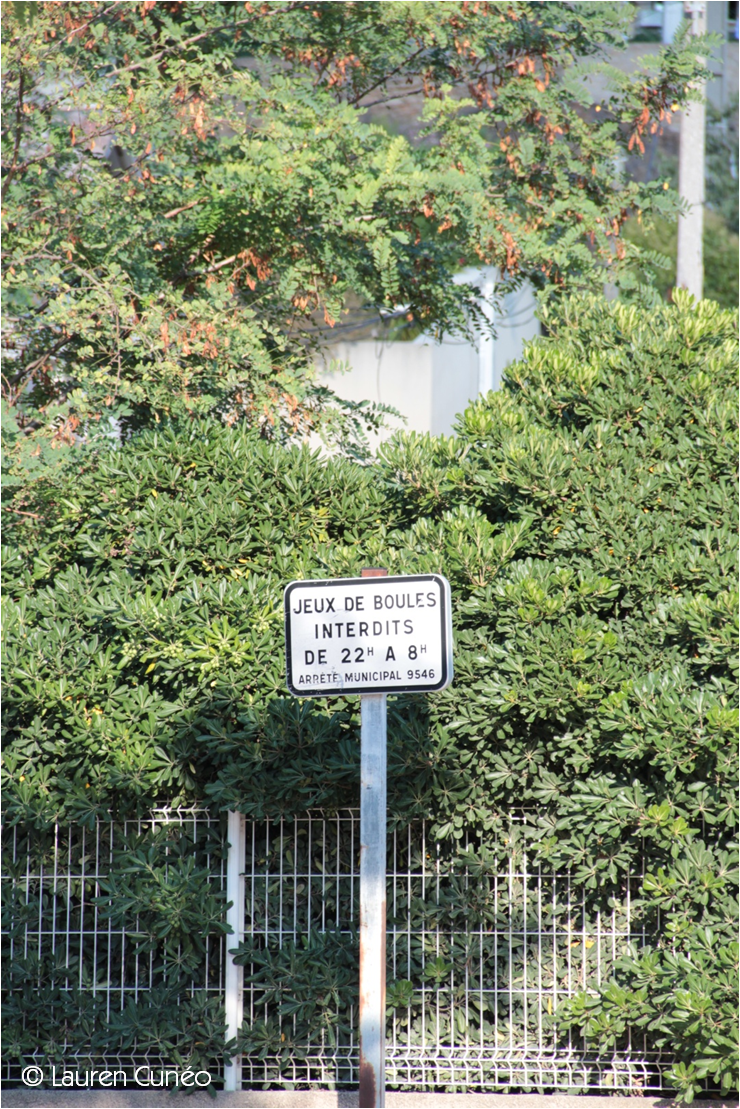 JEUX DE BOULES
INTERDITS
DE 22H A 8H
ARRÊTÉ MUNICIPAL 9546
© Lauren Cunéo